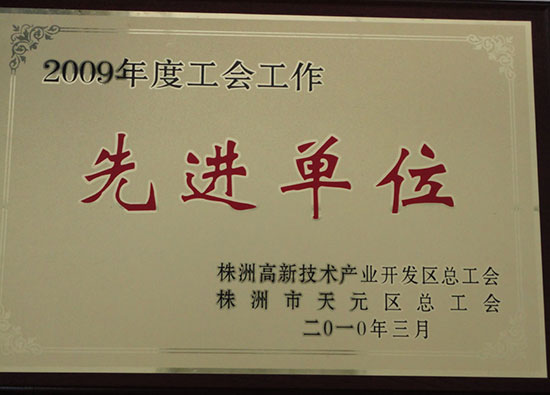 2009年度工会工作
先进单位
株洲高新技术产业开发区总工会
株洲市天元区总工会
二0一0年三月